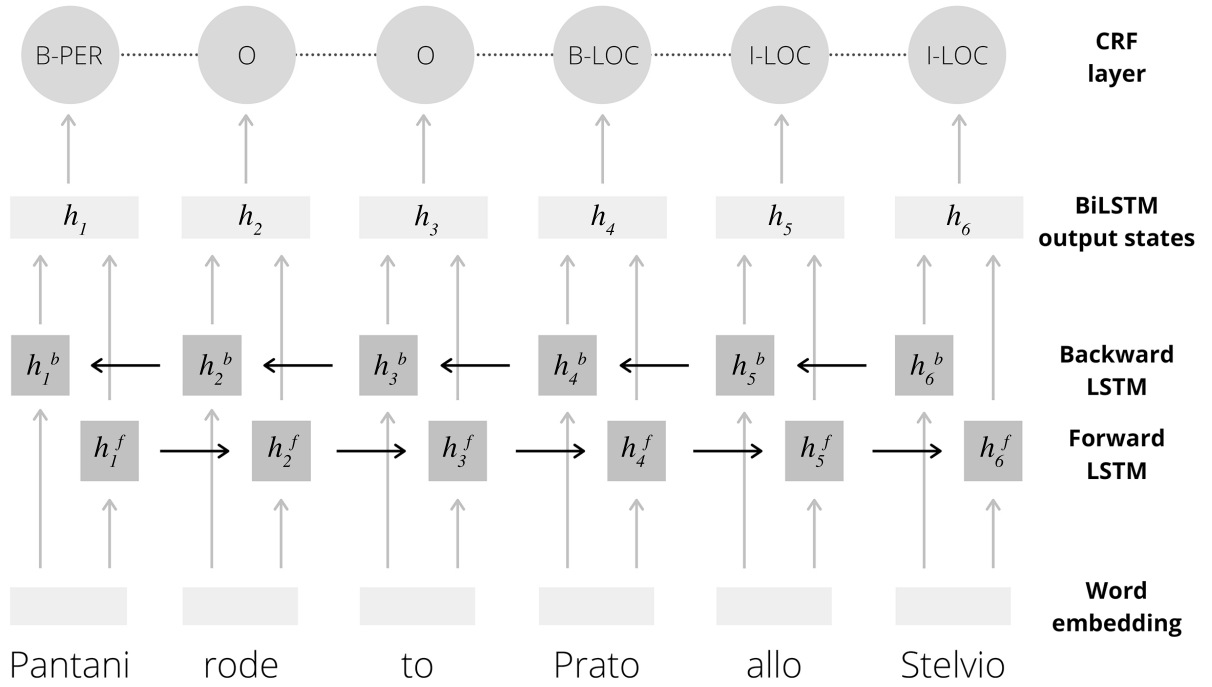 B-PER O O B-LOC I-LOC I-LOC
CRF
layer
h1 h2 h3 h4 h5 h6
BiLSTM
output states
h1b h2b h3b h4b h5b h6b
Backward
LSTM
h1f h2f h3f h4f h5f h6f
Forward
LSTM
Word
embedding
Pantani rode to Prato allo Stelvio